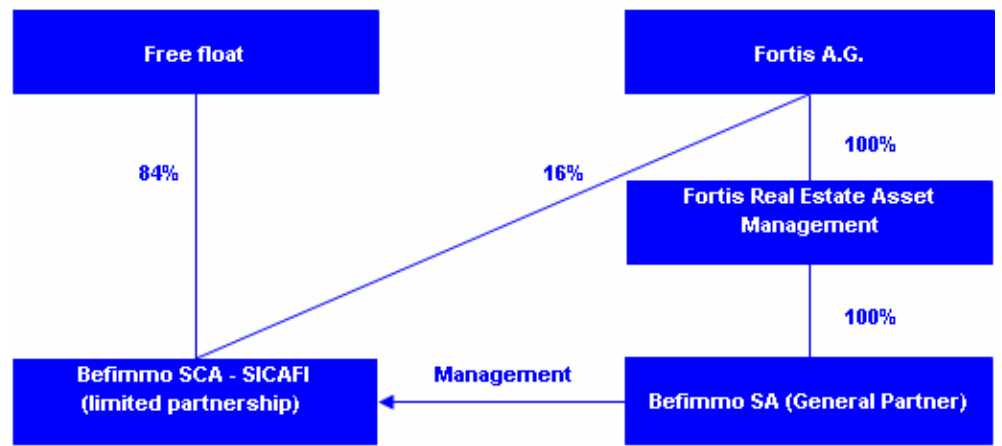 Free float
Fortis A.G.
84%
16%
100%
Fortis Real Estate Asset
Management
100%
Befimmo SCA - SICAFI
(limited partnership)
Management
Befimmo SA (General Partner)